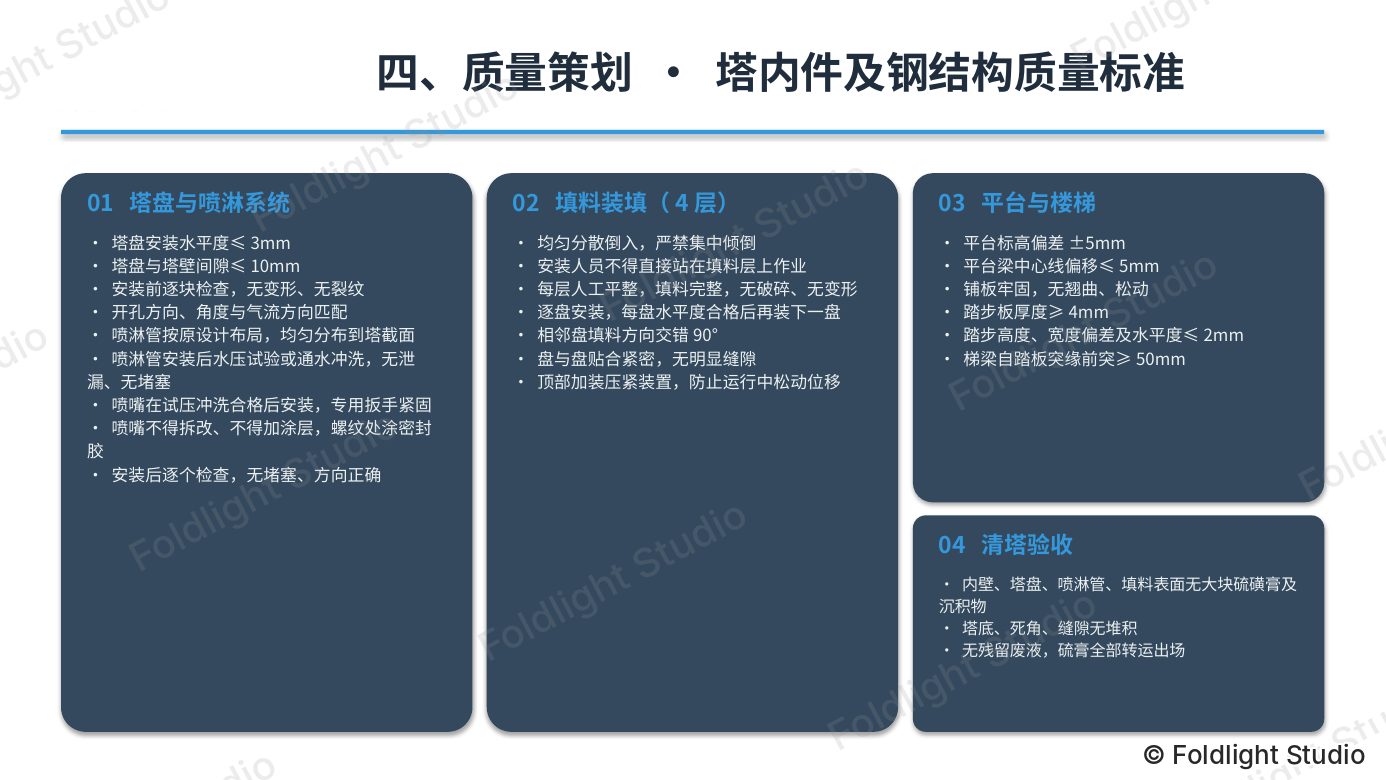 四、质量策划 · 塔内件及钢结构质量标准
01 塔盘与喷淋系统
· 塔盘安装水平度≤ 3mm
· 塔盘与塔壁间隙≤ 10mm
· 安装前逐块检查，无变形、无裂纹
· 开孔方向、角度与气流方向匹配
· 喷淋管按原设计布局，均匀分布到塔截面
· 喷淋管安装后水压试验或通水冲洗，无泄
漏、无堵塞
· 喷嘴在试压冲洗合格后安装，专用扳手紧固
· 喷嘴不得拆改、不得加涂层，螺纹处涂密封
胶
· 安装后逐个检查，无堵塞、方向正确
02 填料装填（ 4 层）
· 均匀分散倒入，严禁集中倾倒
· 安装人员不得直接站在填料层上作业
· 每层人工平整，填料完整，无破碎、无变形
· 逐盘安装，每盘水平度合格后再装下一盘
· 相邻盘填料方向交错 90°
· 盘与盘贴合紧密，无明显缝隙
· 顶部加装压紧装置，防止运行中松动位移
03 平台与楼梯
· 平台标高偏差 ±5mm
· 平台梁中心线偏移≤ 5mm
· 铺板牢固，无翘曲、松动
· 踏步板厚度≥ 4mm
· 踏步高度、宽度偏差及水平度≤ 2mm
· 梯梁自踏板突缘前突≥ 50mm
04 清塔验收
· 内壁、塔盘、喷淋管、填料表面无大块硫磺膏及
沉积物
· 塔底、死角、缝隙无堆积
· 无残留废液，硫膏全部转运出场
© Foldlight Studio